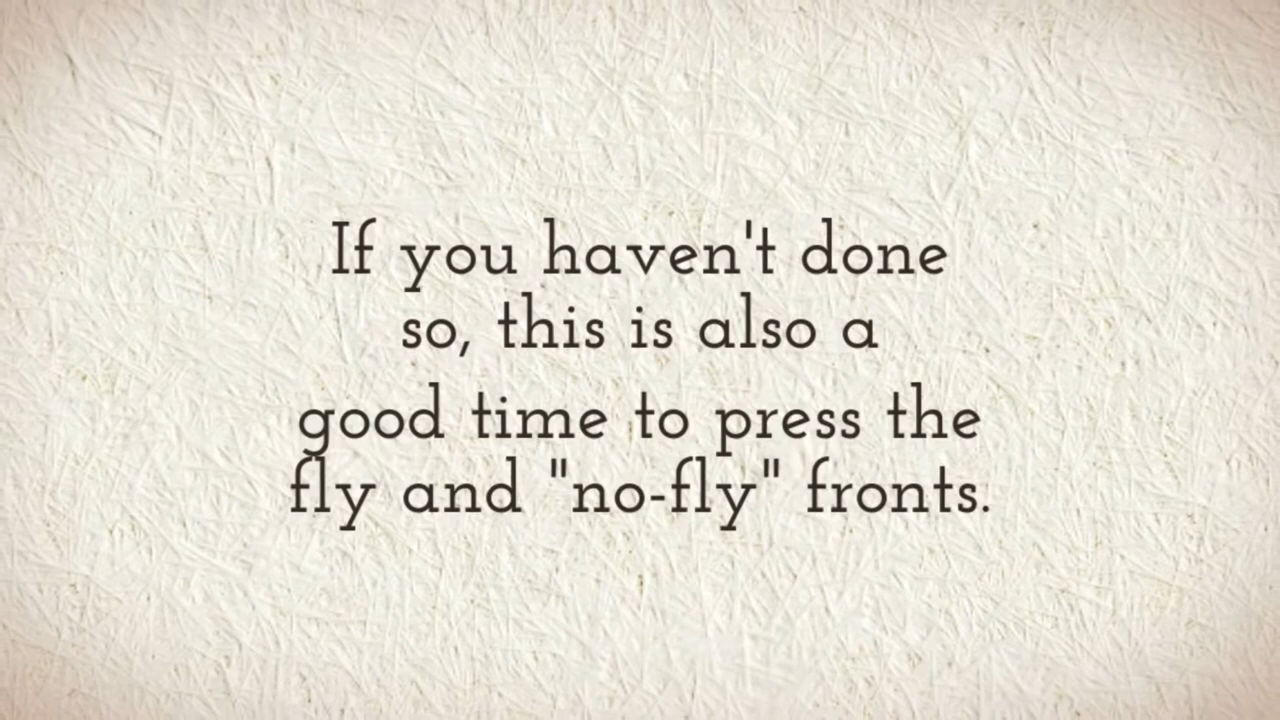 If you haven't done
so, this is also a
good time to press the
fly and "no-fly" fronts.